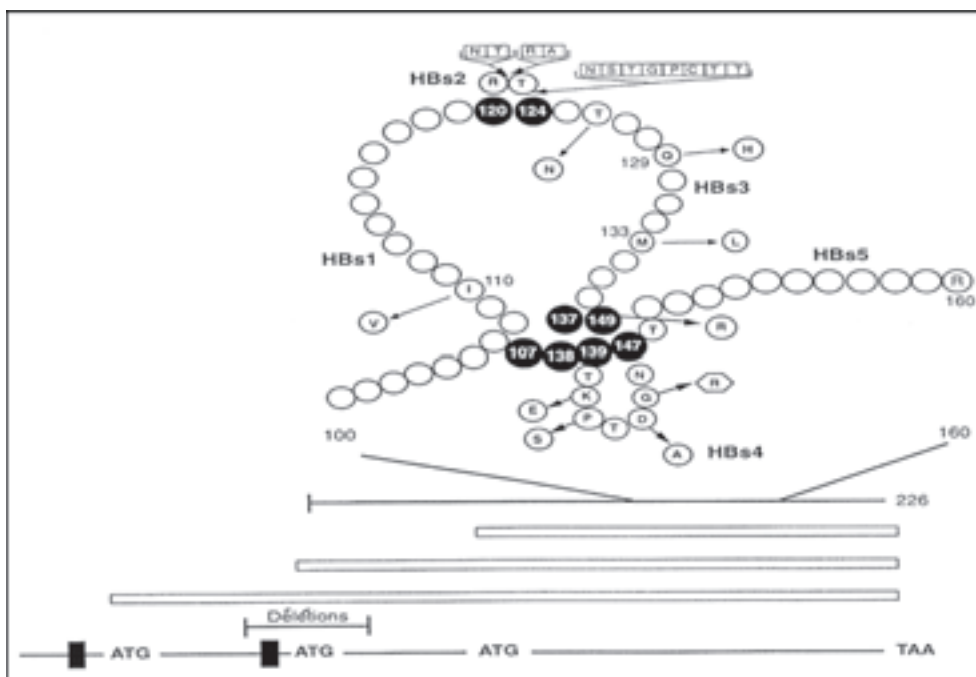 N T R A
N S T G P C T T
HBs2 R T
120 124 T
N
129 G H
HBs3
133 M L
HBs1
HBs5
I 110
R
160
V
137 149 R
T
107 138 139 147
T N
K G R
E
P T D
S
A
HBs4
100
160
226
Délétions
ATG ATG ATG TAA